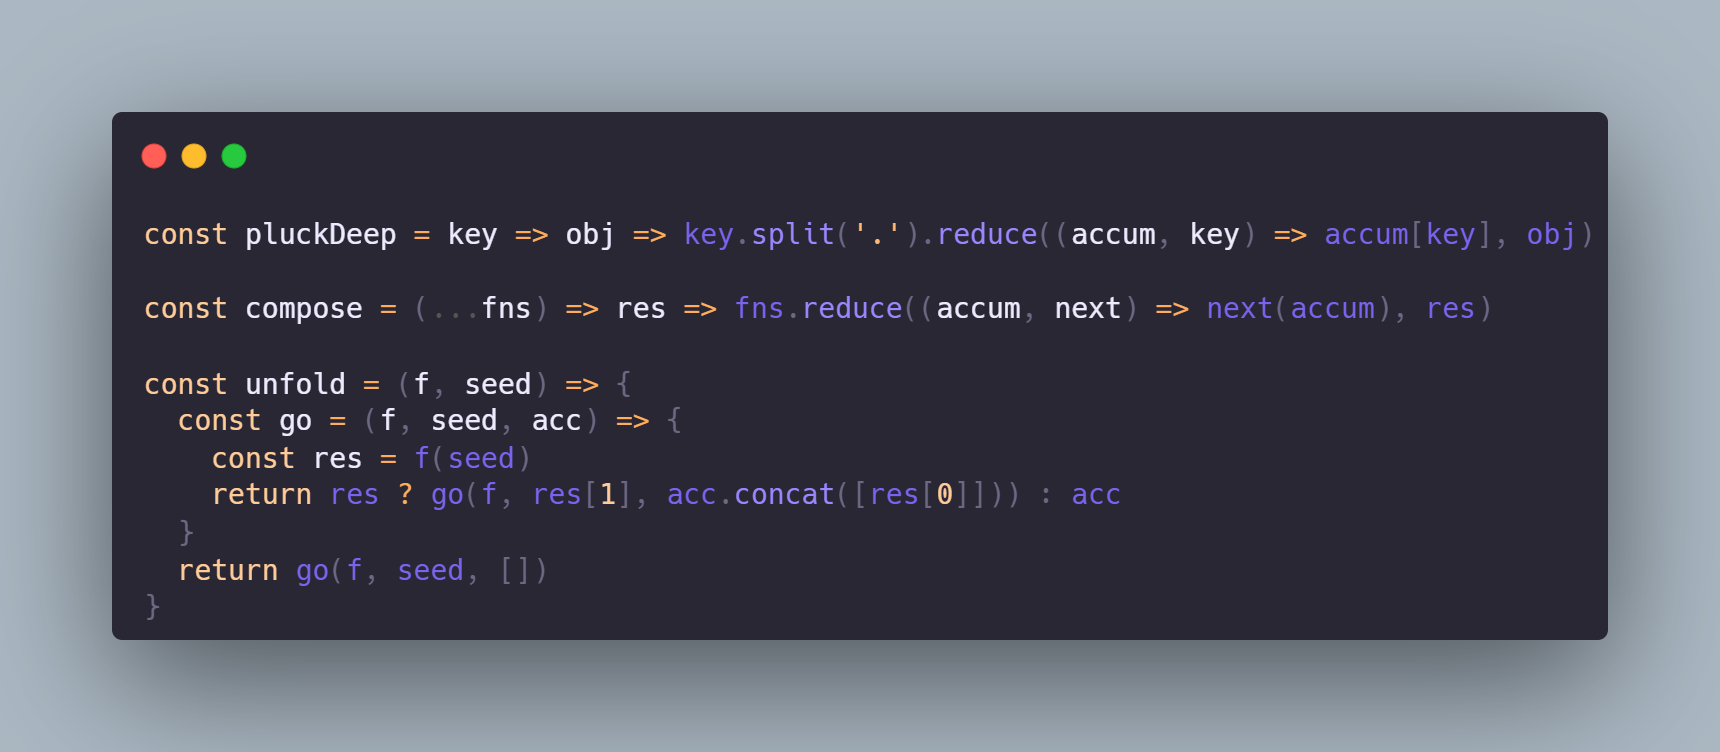 const pluckDeep = key => obj => key.split('.').reduce((accum, key) => accum[key], obj)
const compose = (...fns) => res => fns.reduce((accum, next) => next(accum), res)
const unfold = (f, seed) => {
  const go = (f, seed, acc) => {
    const res = f(seed)
    return res ? go(f, res[1], acc.concat([res[0]])) : acc
  }
  return go(f, seed, [])
}